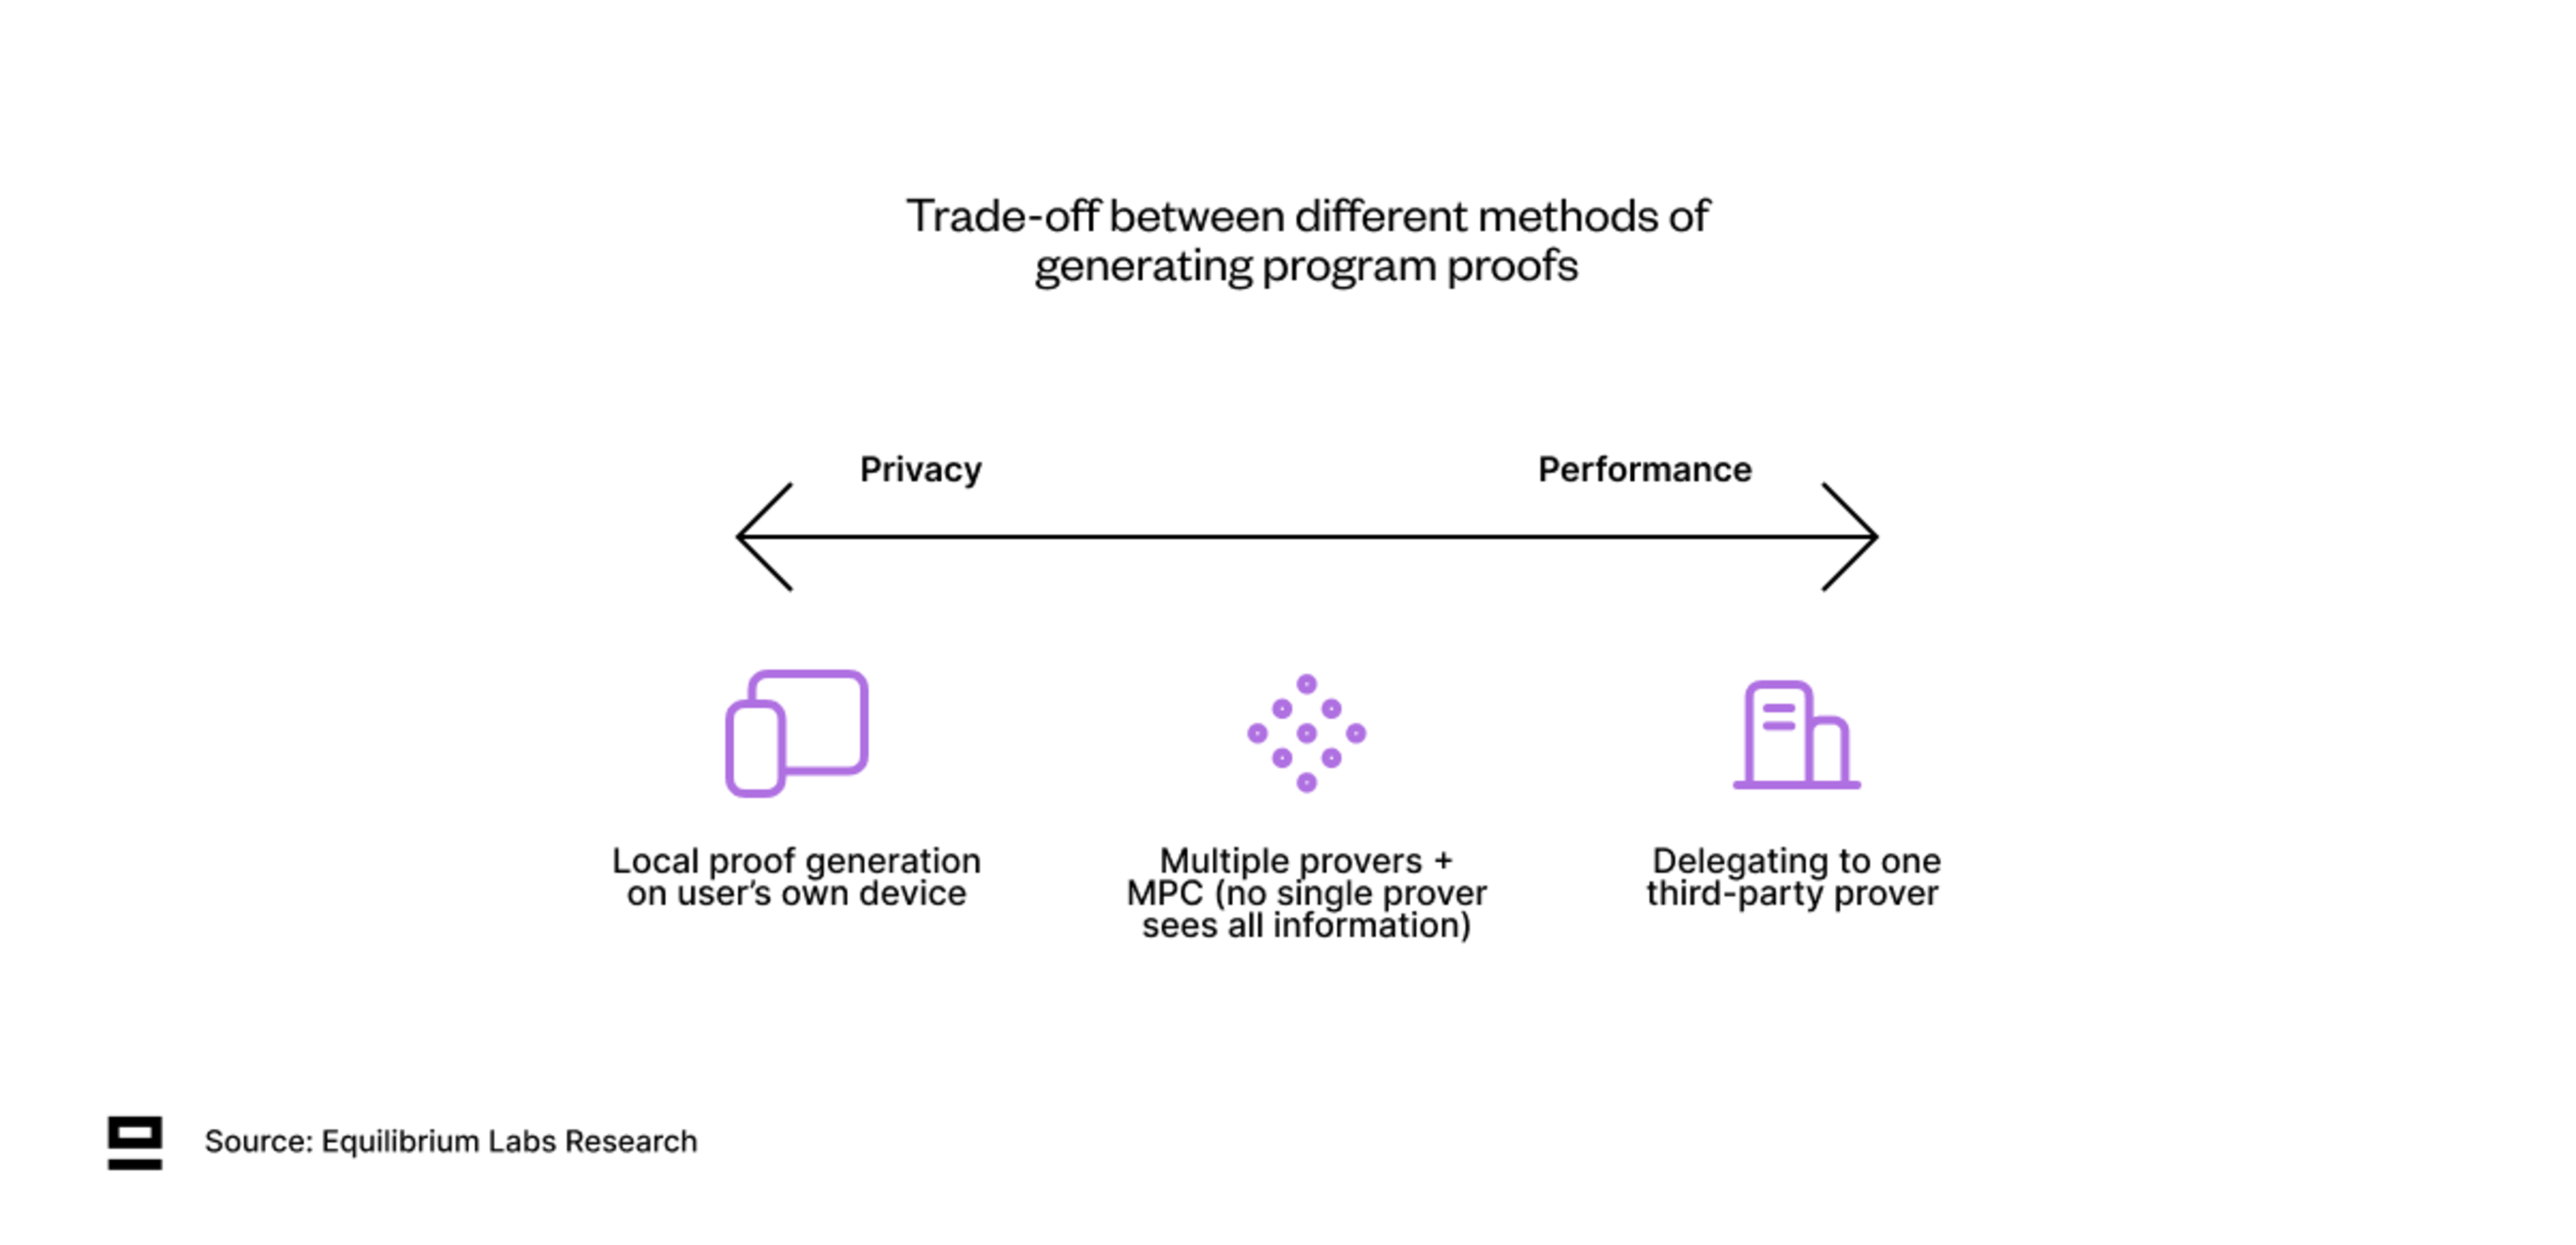 Trade-off between different methods of
generating program proofs
Privacy
Performance
Local proof generation
on user’s own device
Multiple provers +
MPC (no single prover
sees all information)
Delegating to one
third-party prover
Source: Equilibrium Labs Research